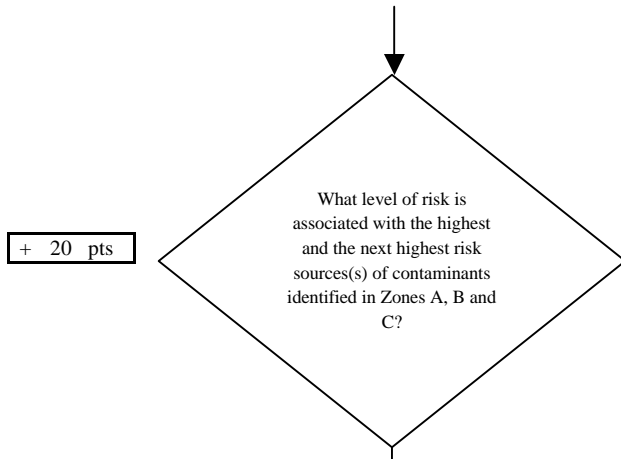 What level of risk is
associated with the highest
and the next highest risk
+ 20 pts
sources(s) of contaminants
identified in Zones A, B and
C?